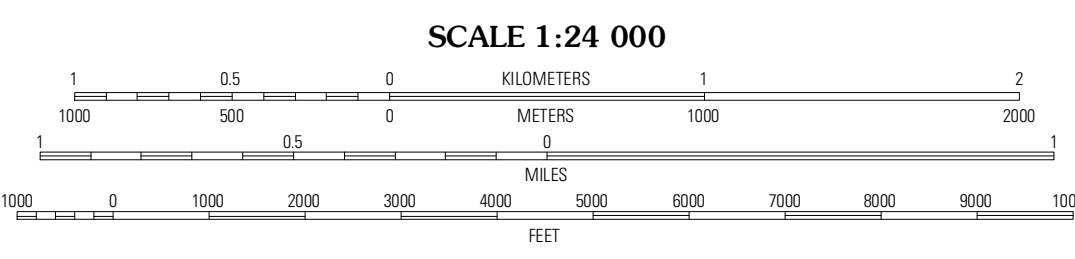 SCALE 1:24 000
1 0.5 0 KILOMETERS 1 2
1000 500 0 METERS 1000 2000
1 0.5 0 1
MILES
1000 0 1000 2000 3000 4000 5000 6000 7000 8000 9000 100
FEET